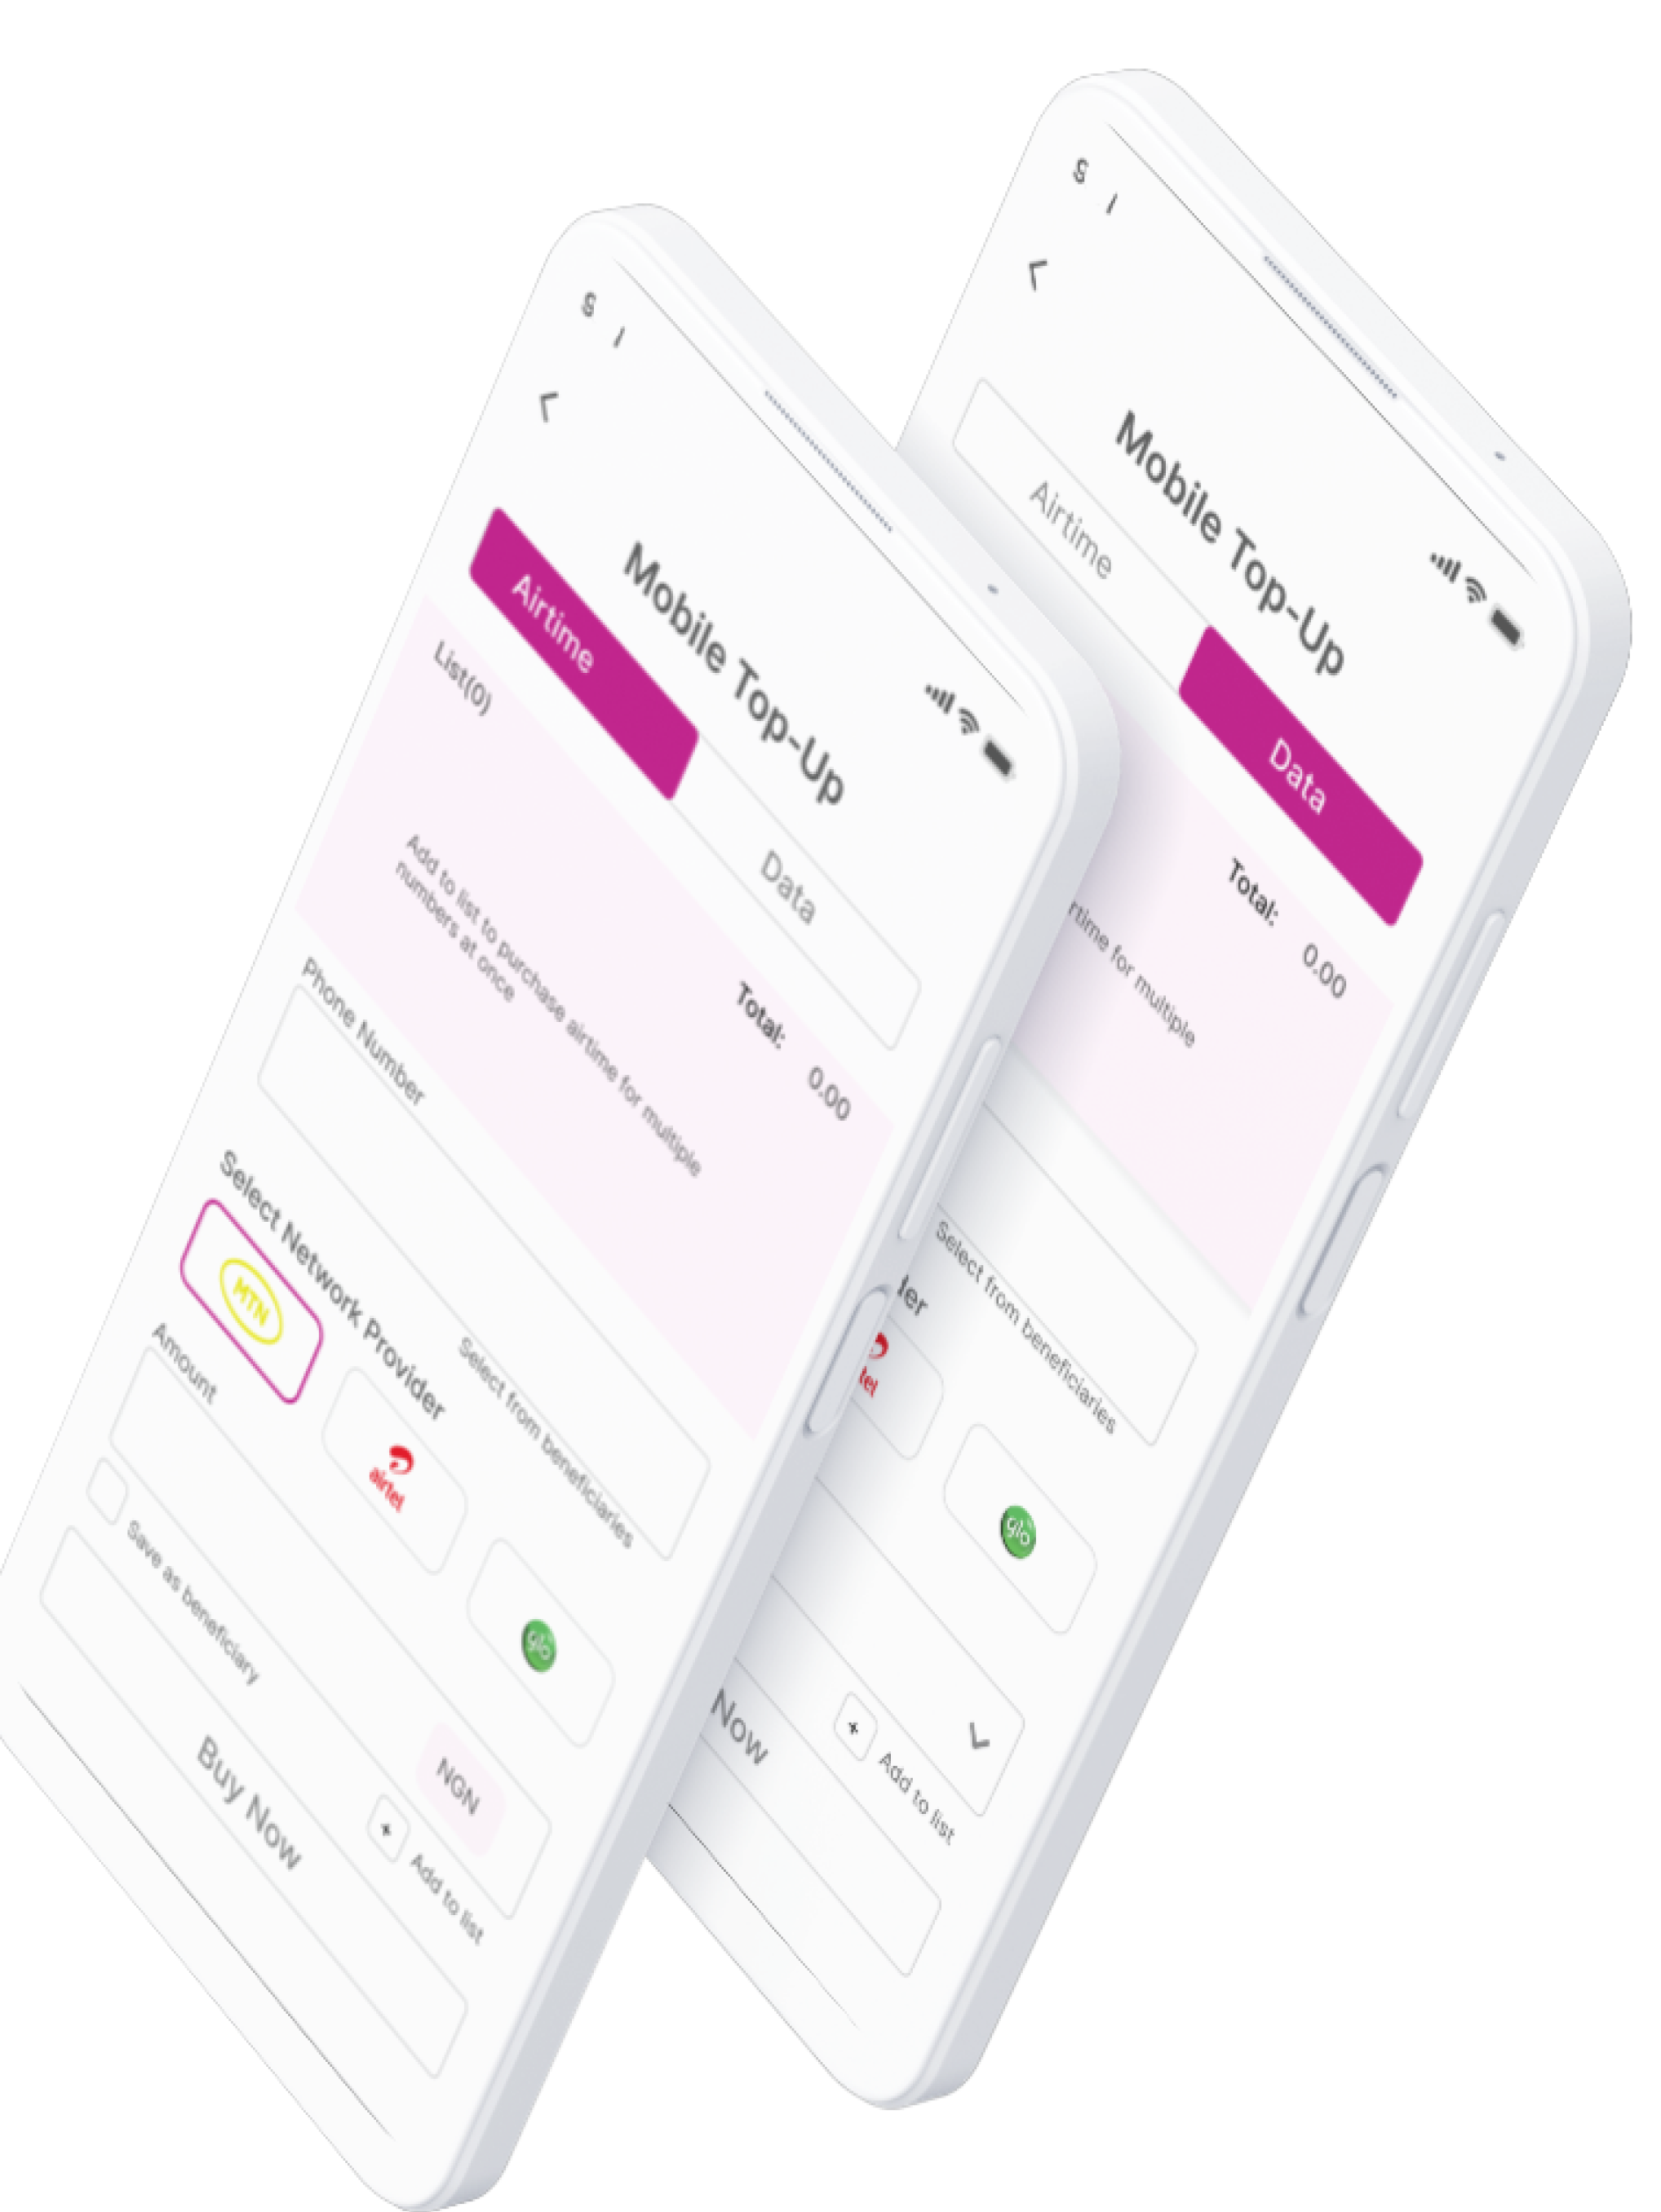 Mobile Top-Up
Airtime
Data
List(0)
Total:
0.00
Add to list to purchase airtime for multiple
numbers at once
Phone Number
Select from beneficiaries
Select Network Provider
MTN
airtel
glo
Amount
NGN
Save as beneficiary
Add to list
Buy Now
Mobile Top-Up
Airtime
Data
Total:
0.00
rtime for multiple
Select from beneficiaries
der
tel
glo
Add to list
Now